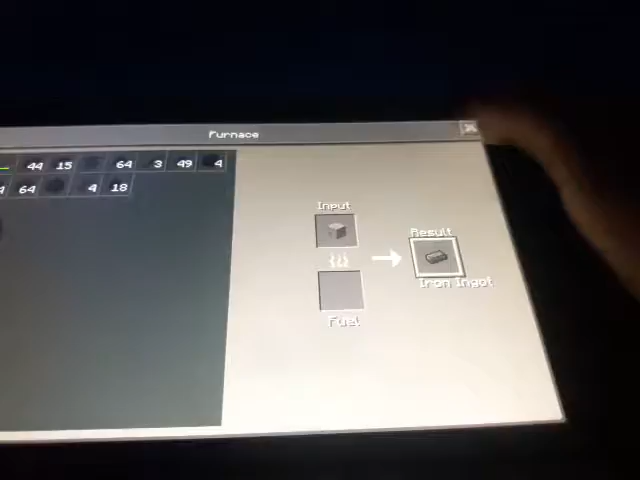 Furnace
44 15 64 3 49 4
64 4 18
Input
Result
Iron Ingot
Fuel